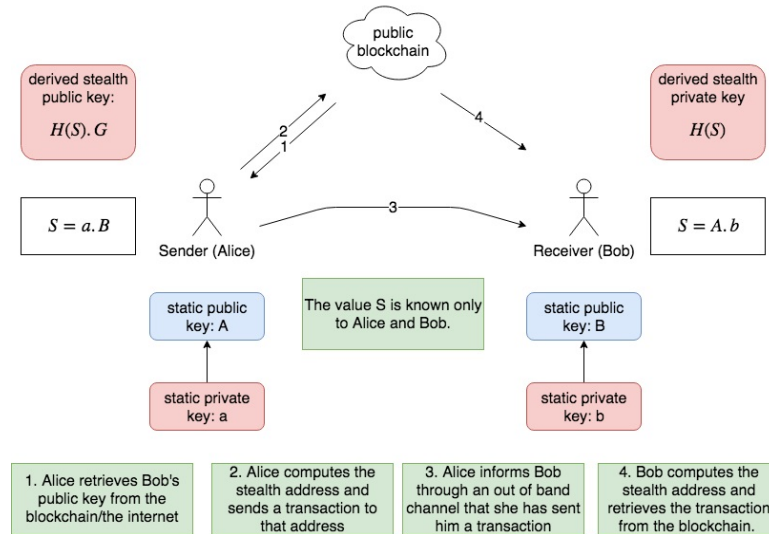 public
blockchain
derived stealth
public key:
H(S). G
derived stealth
private key
H(S)
2
1
4
3
S = a. B
Sender (Alice)
Receiver (Bob)
S = A. b
static public
key: A
The value S is known only
to Alice and Bob.
static public
key: B
static private
key: a
static private
key: b
1. Alice retrieves Bob's
public key from the
blockchain/the internet
2. Alice computes the
stealth address and
sends a transaction to
that address
3. Alice informs Bob
through an out of band
channel that she has sent
him a transaction
4. Bob computes the
stealth address and
retrieves the transaction
from the blockchain.